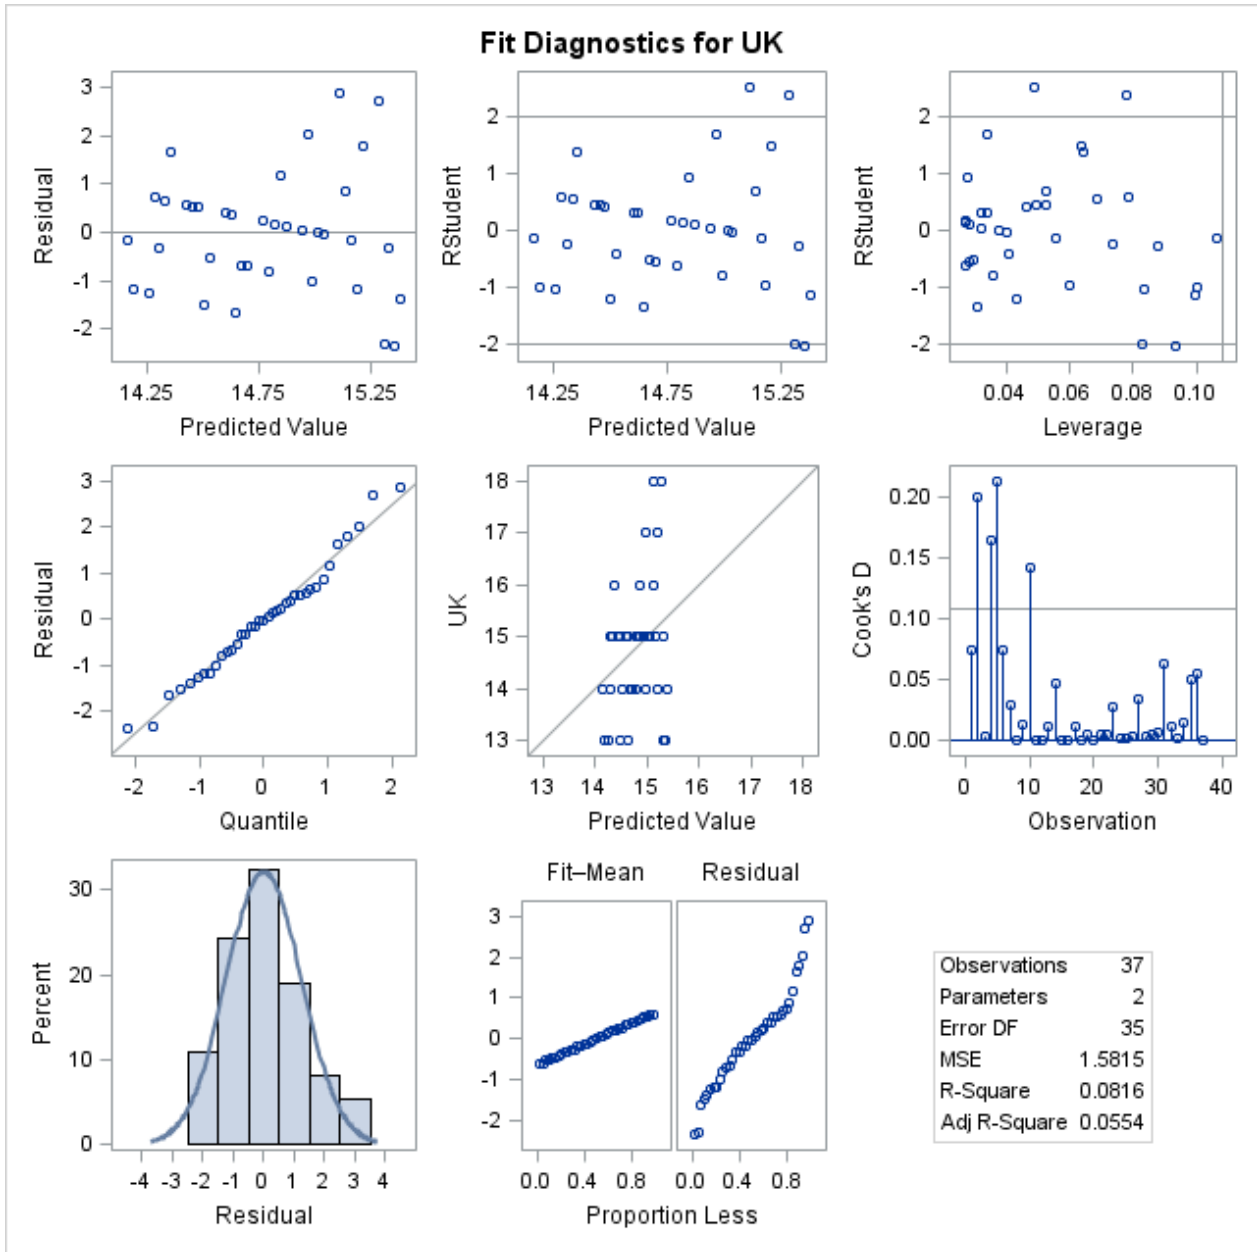 Fit Diagnostics for UK
3
2
1
0
-1
-2
Residual
14.25 14.75 15.25
Predicted Value
2
1
0
-1
-2
RStudent
14.25 14.75 15.25
Predicted Value
2
1
0
-1
-2
RStudent
0.04 0.06 0.08 0.10
Leverage
3
2
1
0
-1
-2
Residual
-2 -1 0 1 2
Quantile
18
17
16
15
14
13
UK
13 14 15 16 17 18
Predicted Value
0.20
0.15
0.10
0.05
0.00
Cook's D
0 10 20 30 40
Observation
30
20
10
0
Percent
-4 -3 -2 -1 0 1 2 3 4
Residual
Fit–Mean Residual
3
2
1
0
-1
-2
0.0 0.4 0.8 0.0 0.4 0.8
Proportion Less
Observations 37
Parameters 2
Error DF 35
MSE 1.5815
R-Square 0.0816
Adj R-Square 0.0554